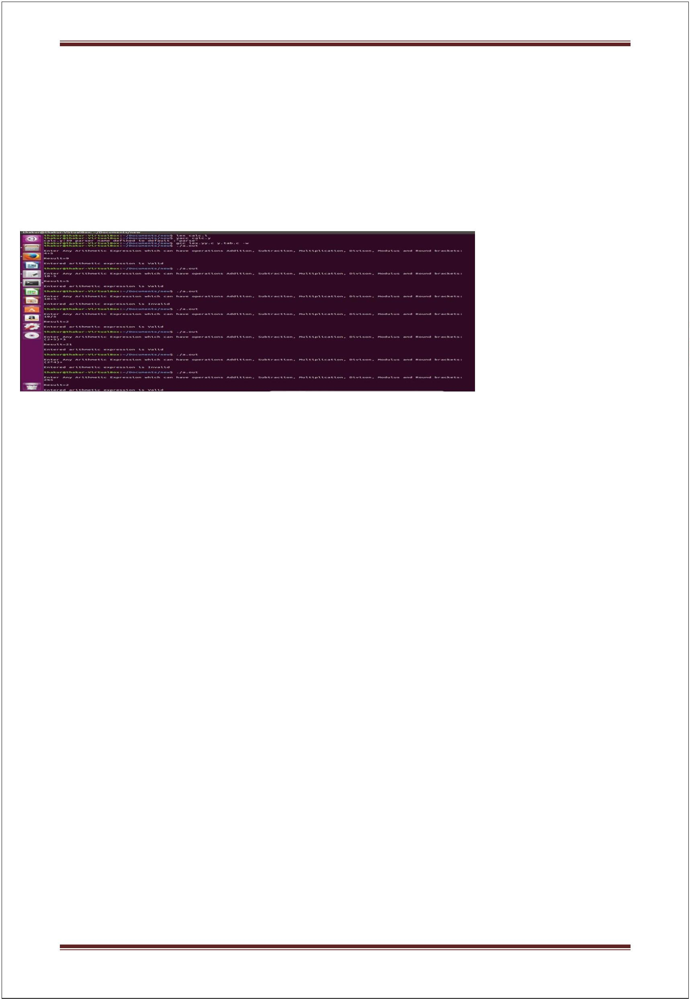 thakur@thakur-VirtualBox: ~/Documents/new
thakur@thakur-VirtualBox:~/Documents/new$ lex calc.l
thakur@thakur-VirtualBox:~/Documents/new$ yacc calc.y
calc.y:39 parser name defined to default :"parse"
thakur@thakur-VirtualBox:~/Documents/new$ gcc lex.yy.c y.tab.c -w
thakur@thakur-VirtualBox:~/Documents/new$ ./a.out
Enter Any Arithmetic Expression which can have operations Addition, Subtraction, Multiplication, Divison, Modulus and Round brackets:
4+5
Result=9
Entered arithmetic expression is Valid
thakur@thakur-VirtualBox:~/Documents/new$ ./a.out
Enter Any Arithmetic Expression which can have operations Addition, Subtraction, Multiplication, Divison, Modulus and Round brackets:
10-5
Result=5
Entered arithmetic expression is Valid
thakur@thakur-VirtualBox:~/Documents/new$ ./a.out
Enter Any Arithmetic Expression which can have operations Addition, Subtraction, Multiplication, Divison, Modulus and Round brackets:
10+5-
Entered arithmetic expression is Invalid
thakur@thakur-VirtualBox:~/Documents/new$ ./a.out
Enter Any Arithmetic Expression which can have operations Addition, Subtraction, Multiplication, Divison, Modulus and Round brackets:
10/5
Result=2
Entered arithmetic expression is Valid
thakur@thakur-VirtualBox:~/Documents/new$ ./a.out
Enter Any Arithmetic Expression which can have operations Addition, Subtraction, Multiplication, Divison, Modulus and Round brackets:
(2+5)*3
Result=21
Entered arithmetic expression is Valid
thakur@thakur-VirtualBox:~/Documents/new$ ./a.out
Enter Any Arithmetic Expression which can have operations Addition, Subtraction, Multiplication, Divison, Modulus and Round brackets:
(2*4)+
Entered arithmetic expression is Invalid
thakur@thakur-VirtualBox:~/Documents/new$ ./a.out
Enter Any Arithmetic Expression which can have operations Addition, Subtraction, Multiplication, Divison, Modulus and Round brackets:
2%5
Result=2
Entered arithmetic expression is Valid